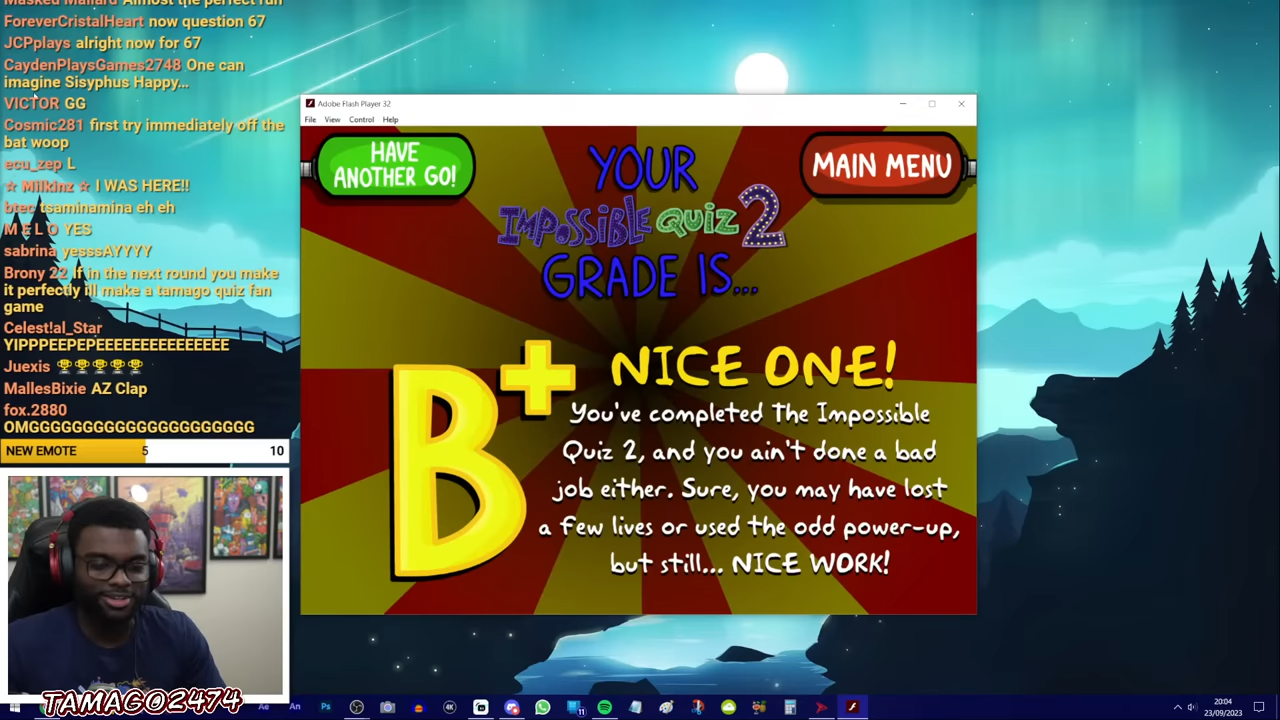 Masked Mallard Almost the perfect run
ForeverCristalHeart now question 67
JCPplays alright now for 67
CaydenPlaysGames2748 One can
imagine Sisyphus Happy...
VICTOR GG
Cosmic281 first try immediately off the
bat woop
ecu_zep L
☆ Milkinz ☆ I WAS HERE!!
btec tsaminamina eh eh
M E L O YES
sabrina yesssAYYYY
Brony 22 If in the next round you make
it perfectly ill make a tamago quiz fan
game
Celest!al_Star
YIPPPEEPEPEEEEEEEEEEEEE
Juexis 🏆🏆🏆🏆🏆
MallesBixie AZ Clap
fox.2880
OMGGGGGGGGGGGGGGGGGGGG
NEW EMOTE 5 10
TAMAGO2474
Adobe Flash Player 32
File View Control Help
HAVE
ANOTHER GO!
MAIN MENU
YOUR
IMPOSSIBLE QUIZ 2
GRADE IS...
B+
NICE ONE!
You've completed The Impossible
Quiz 2, and you ain't done a bad
job either. Sure, you may have lost
a few lives or used the odd power-up,
but still... NICE WORK!
Ae An Ps 4K 11
20:04
23/09/2023